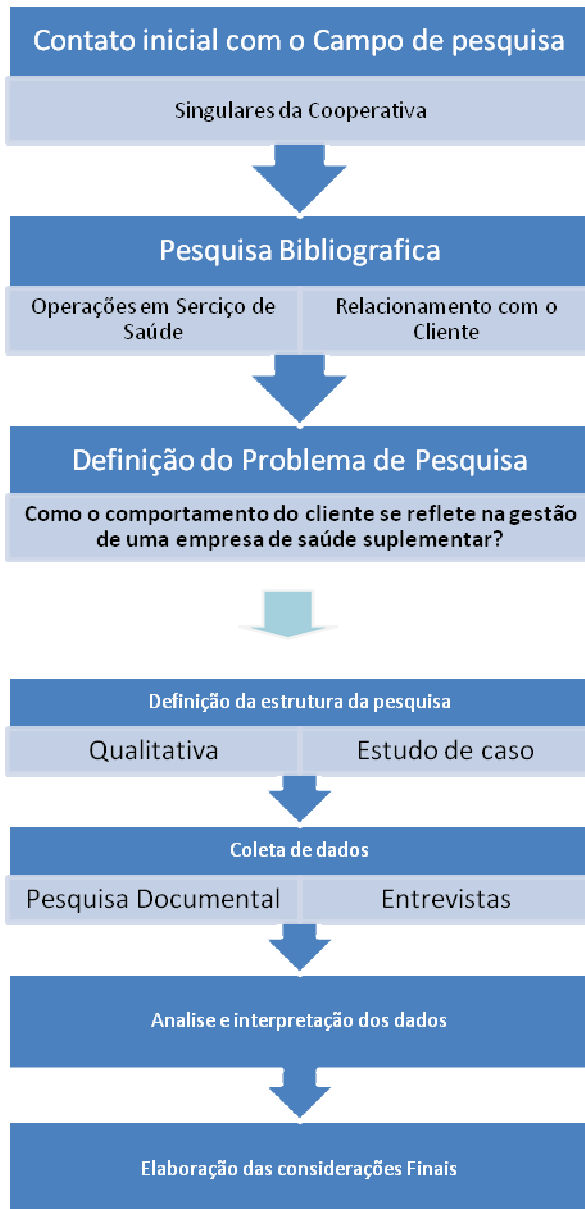 Contato inicial com o Campo de pesquisa
Singulares da Cooperativa
Pesquisa Bibliografica
Operações em Serciço de
Saúde
Relacionamento com o
Cliente
Definição do Problema de Pesquisa
Como o comportamento do cliente se reflete na gestão
de uma empresa de saúde suplementar?
Definição da estrutura da pesquisa
Qualitativa
Estudo de caso
Coleta de dados
Pesquisa Documental
Entrevistas
Analise e interpretação dos dados
Elaboração das considerações Finais